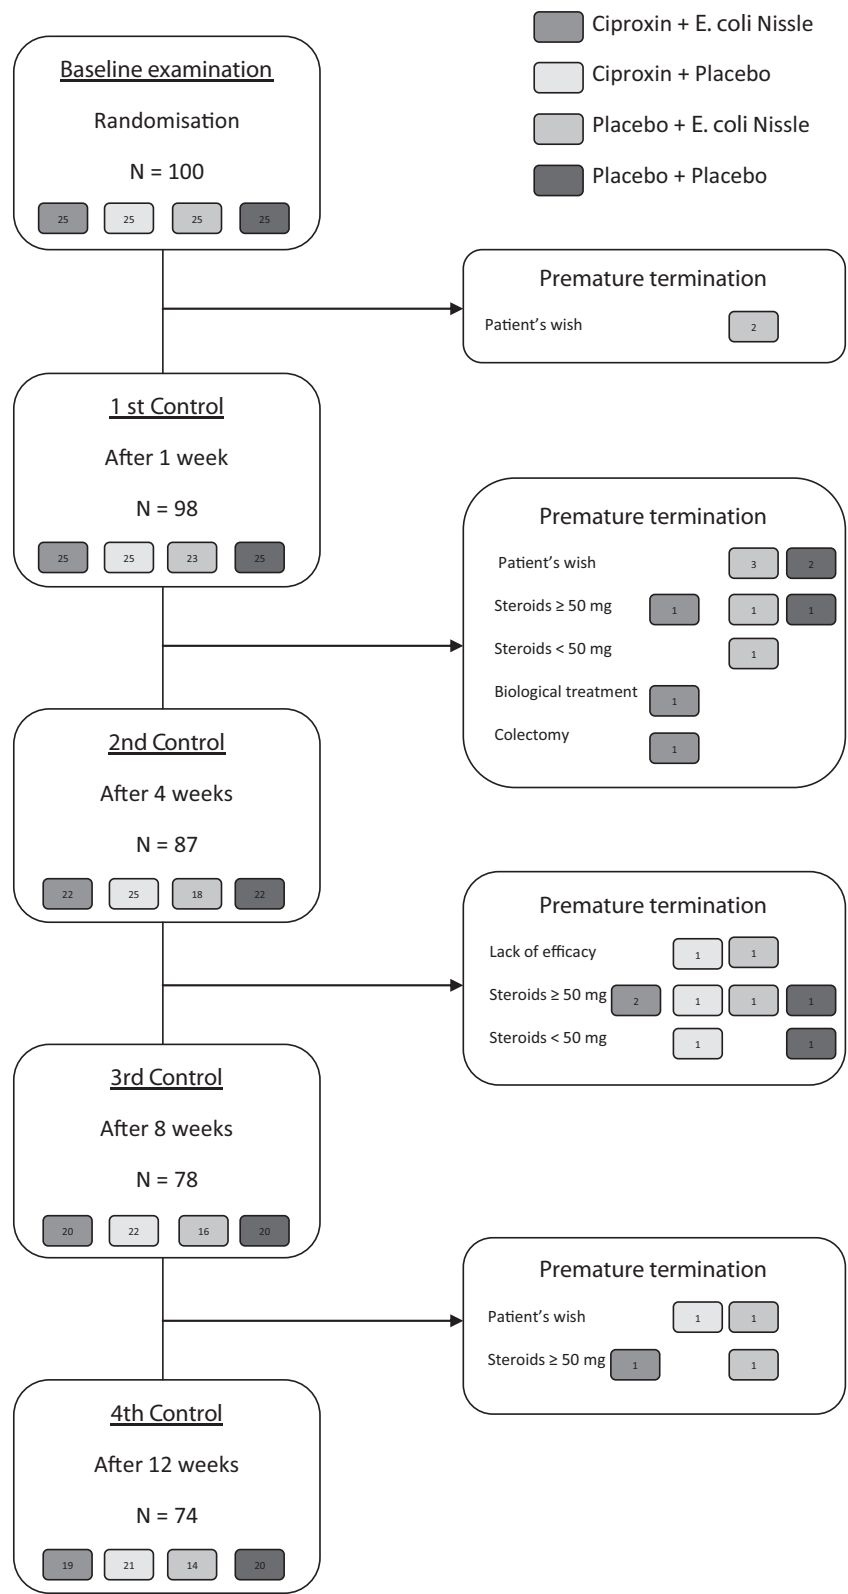 Ciproxin + E. coli Nissle
Ciproxin + Placebo
Placebo + E. coli Nissle
Placebo + Placebo
Baseline examination
Randomisation
N = 100
25 25 25 25
Premature termination
Patient's wish 2
1 st Control
After 1 week
N = 98
25 25 23 25
Premature termination
Patient's wish 3 2
Steroids ≥ 50 mg 1 1 1
Steroids < 50 mg 1
Biological treatment 1
Colectomy 1
2nd Control
After 4 weeks
N = 87
22 25 18 22
Premature termination
Lack of efficacy 1 1
Steroids ≥ 50 mg 2 1 1 1
Steroids < 50 mg 1 1
3rd Control
After 8 weeks
N = 78
20 22 16 20
Premature termination
Patient's wish 1 1
Steroids ≥ 50 mg 1 1
4th Control
After 12 weeks
N = 74
19 21 14 20